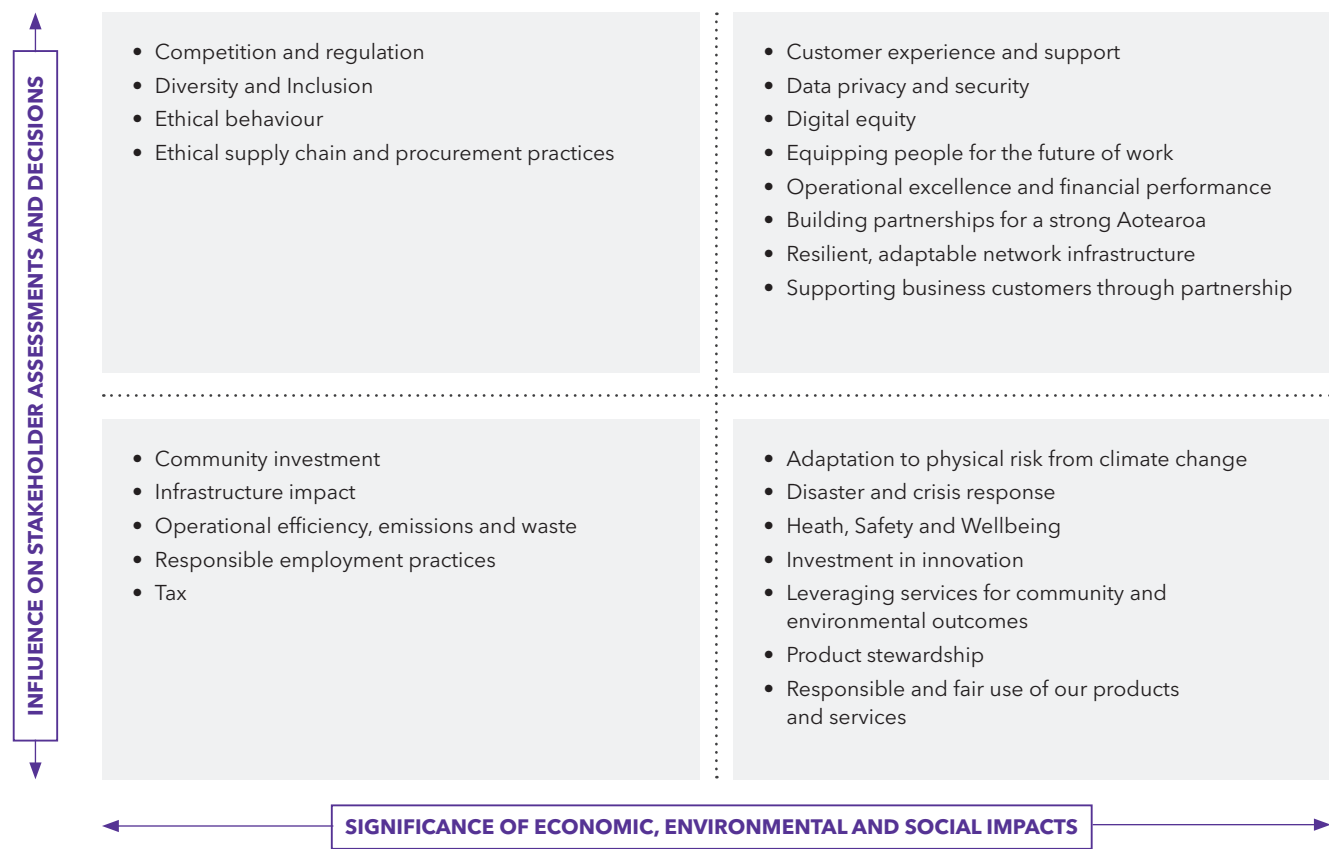 INFLUENCE ON STAKEHOLDER ASSESSMENTS AND DECISIONS
• Competition and regulation
• Diversity and Inclusion
• Ethical behaviour
• Ethical supply chain and procurement practices
• Customer experience and support
• Data privacy and security
• Digital equity
• Equipping people for the future of work
• Operational excellence and financial performance
• Building partnerships for a strong Aotearoa
• Resilient, adaptable network infrastructure
• Supporting business customers through partnership
• Community investment
• Infrastructure impact
• Operational efficiency, emissions and waste
• Responsible employment practices
• Tax
• Adaptation to physical risk from climate change
• Disaster and crisis response
• Heath, Safety and Wellbeing
• Investment in innovation
• Leveraging services for community and
environmental outcomes
• Product stewardship
• Responsible and fair use of our products
and services
SIGNIFICANCE OF ECONOMIC, ENVIRONMENTAL AND SOCIAL IMPACTS